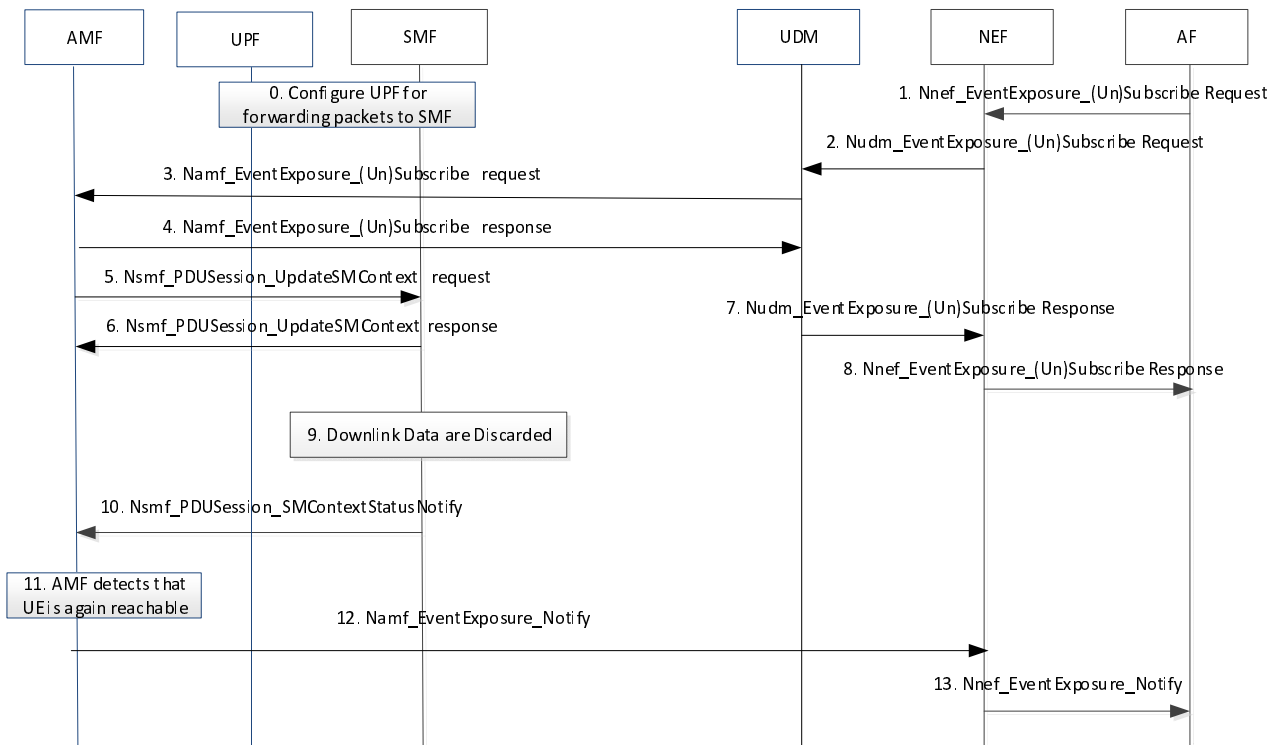 AMF
UPF
SMF
UDM
NEF
AF
0. Configure UPF for
forwarding packets to SMF
1. Nnef_EventExposure_(Un)Subscribe Request
2. Nudm_EventExposure_(Un)Subscribe Request
3. Namf_EventExposure_(Un)Subscribe request
4. Namf_EventExposure_(Un)Subscribe response
5. Nsmf_PDUSession_UpdateSMContext request
6. Nsmf_PDUSession_UpdateSMContext response
7. Nudm_EventExposure_(Un)Subscribe Response
8. Nnef_EventExposure_(Un)Subscribe Response
9. Downlink Data are Discarded
10. Nsmf_PDUSession_SMContextStatusNotify
11. AMF detects that
UE is again reachable
12. Namf_EventExposure_Notify
13. Nnef_EventExposure_Notify